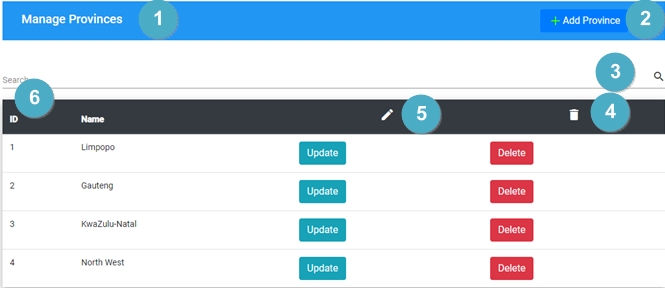 Manage Provinces 1 + Add Province 2
Search 3
6 5 4
ID Name
1 Limpopo Update Delete
2 Gauteng Update Delete
3 KwaZulu-Natal Update Delete
4 North West Update Delete